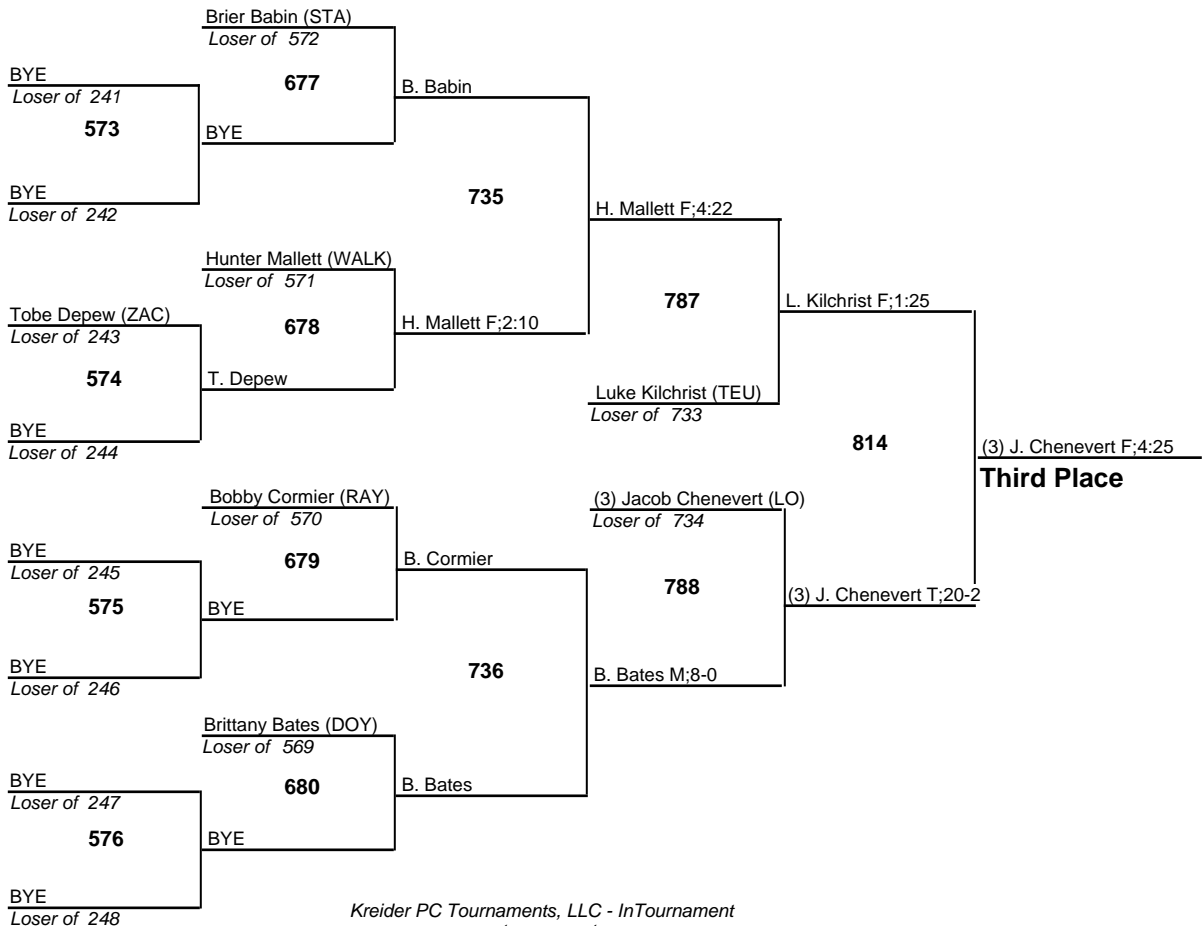 Brier Babin (STA)
Loser of 572
BYE
677
B. Babin
Loser of 241
573
BYE
BYE
735
Loser of 242
H. Mallett F;4:22
Hunter Mallett (WALK)
Loser of 571
787
L. Kilchrist F;1:25
Tobe Depew (ZAC)
678
H. Mallett F;2:10
Loser of 243
574
T. Depew
Luke Kilchrist (TEU)
Loser of 733
BYE
814
(3) J. Chenevert F;4:25
Loser of 244
Third Place
Bobby Cormier (RAY)
(3) Jacob Chenevert (LO)
Loser of 570
Loser of 734
BYE
679
B. Cormier
Loser of 245
788
(3) J. Chenevert T;20-2
575
BYE
BYE
736
B. Bates M;8-0
Loser of 246
Brittany Bates (DOY)
Loser of 569
BYE
680
B. Bates
Loser of 247
576
BYE
BYE
Loser of 248
Kreider PC Tournaments, LLC - InTournament